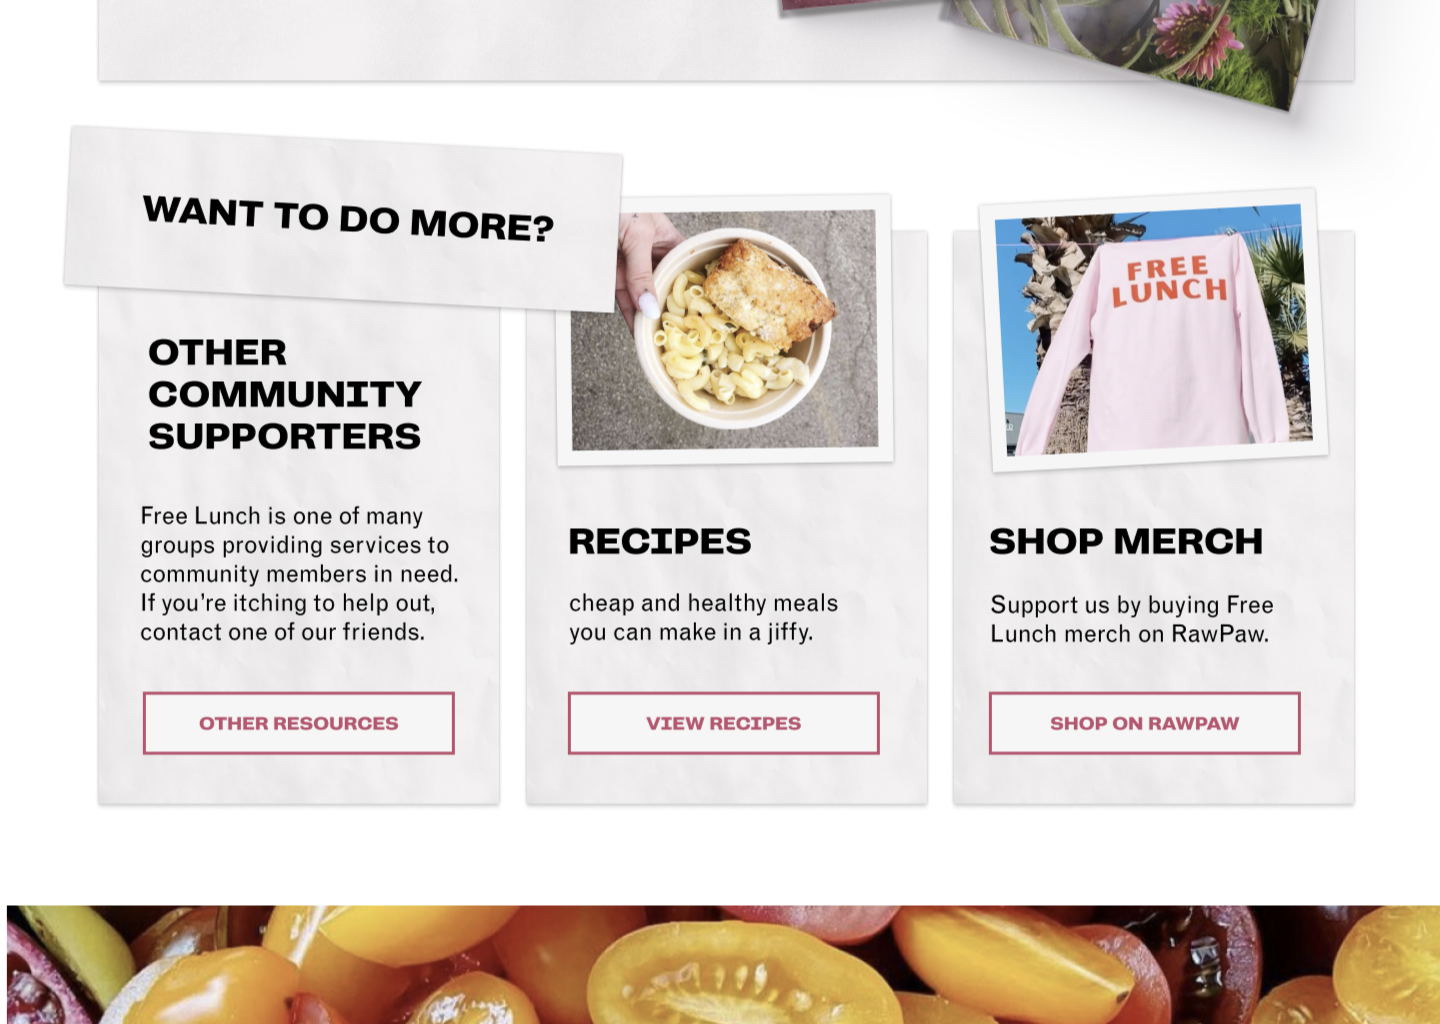 WANT TO DO MORE?
OTHER
COMMUNITY
SUPPORTERS
Free Lunch is one of many
groups providing services to
community members in need.
If you're itching to help out,
contact one of our friends.
OTHER RESOURCES
RECIPES
cheap and healthy meals
you can make in a jiffy.
VIEW RECIPES
FREE
LUNCH
SHOP MERCH
Support us by buying Free
Lunch merch on RawPaw.
SHOP ON RAWPAW